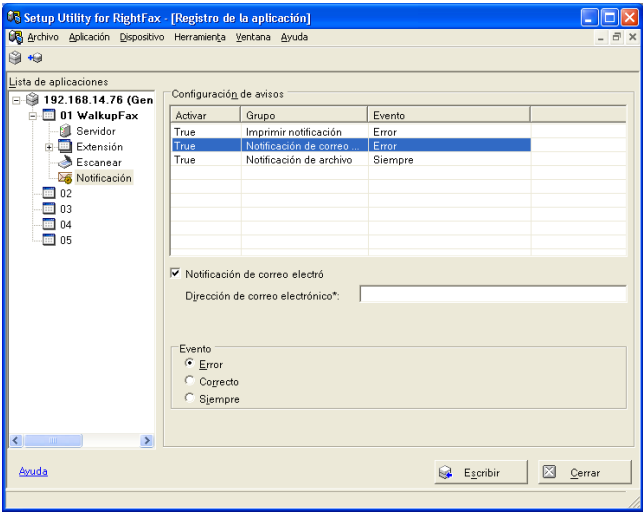 Setup Utility for RightFax - [Registro de la aplicación]
Archivo Aplicación Dispositivo Herramienta Ventana Ayuda
Lista de aplicaciones
192.168.14.76 (Gen
01 WalkupFax
Servidor
Extensión
Escanear
Notificación
02
03
04
05
Configuración de avisos
Activar Grupo Evento
True Imprimir notificación Error
True Notificación de correo ... Error
True Notificación de archivo Siempre
Notificación de correo electró
Dirección de correo electrónico*:
Evento
Error
Correcto
Siempre
Ayuda
Escribir
Cerrar